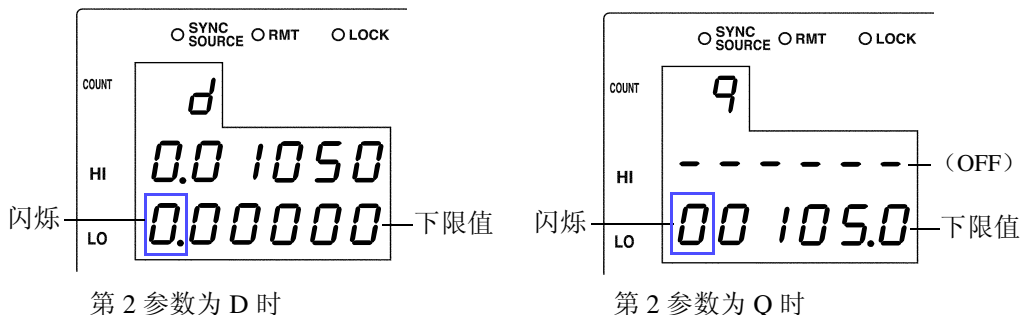 SYNC SOURCE RMT LOCK
COUNT d
HI 0.01050
闪烁 LO 0.00000 下限值
第 2 参数为 D 时
SYNC SOURCE RMT LOCK
COUNT q
HI - - - - - - （OFF）
闪烁 LO 00105.0 下限值
第 2 参数为 Q 时